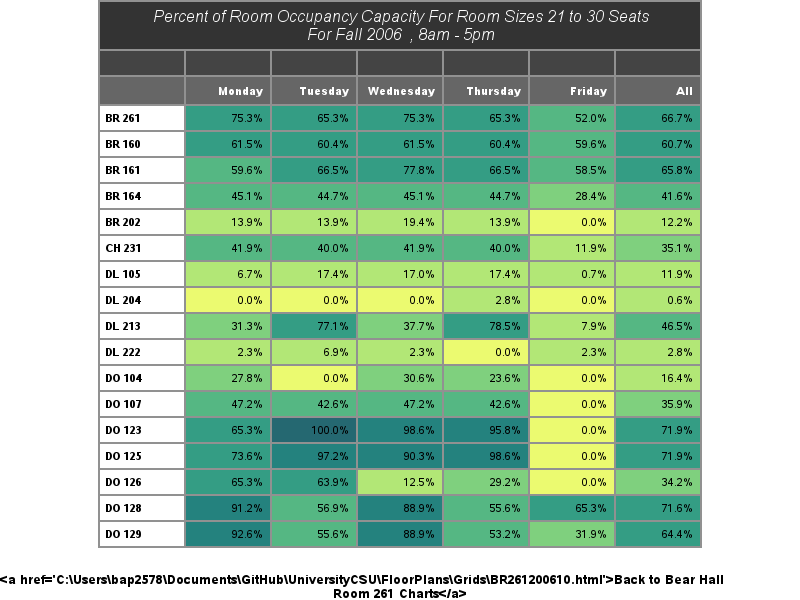 Percent of Room Occupancy Capacity For Room Sizes 21 to 30 Seats
For Fall 2006 , 8am - 5pm
Monday Tuesday Wednesday Thursday Friday All
BR 261 75.3% 65.3% 75.3% 65.3% 52.0% 66.7%
BR 160 61.5% 60.4% 61.5% 60.4% 59.6% 60.7%
BR 161 59.6% 66.5% 77.8% 66.5% 58.5% 65.8%
BR 164 45.1% 44.7% 45.1% 44.7% 28.4% 41.6%
BR 202 13.9% 13.9% 19.4% 13.9% 0.0% 12.2%
CH 231 41.9% 40.0% 41.9% 40.0% 11.9% 35.1%
DL 105 6.7% 17.4% 17.0% 17.4% 0.7% 11.9%
DL 204 0.0% 0.0% 0.0% 2.8% 0.0% 0.6%
DL 213 31.3% 77.1% 37.7% 78.5% 7.9% 46.5%
DL 222 2.3% 6.9% 2.3% 0.0% 2.3% 2.8%
DO 104 27.8% 0.0% 30.6% 23.6% 0.0% 16.4%
DO 107 47.2% 42.6% 47.2% 42.6% 0.0% 35.9%
DO 123 65.3% 100.0% 98.6% 95.8% 0.0% 71.9%
DO 125 73.6% 97.2% 90.3% 98.6% 0.0% 71.9%
DO 126 65.3% 63.9% 12.5% 29.2% 0.0% 34.2%
DO 128 91.2% 56.9% 88.9% 55.6% 65.3% 71.6%
DO 129 92.6% 55.6% 88.9% 53.2% 31.9% 64.4%
<a href='C:\Users\bap2578\Documents\GitHub\UniversityCSU\FloorPlans\Grids\BR261200610.html'>Back to Bear Hall
Room 261 Charts</a>